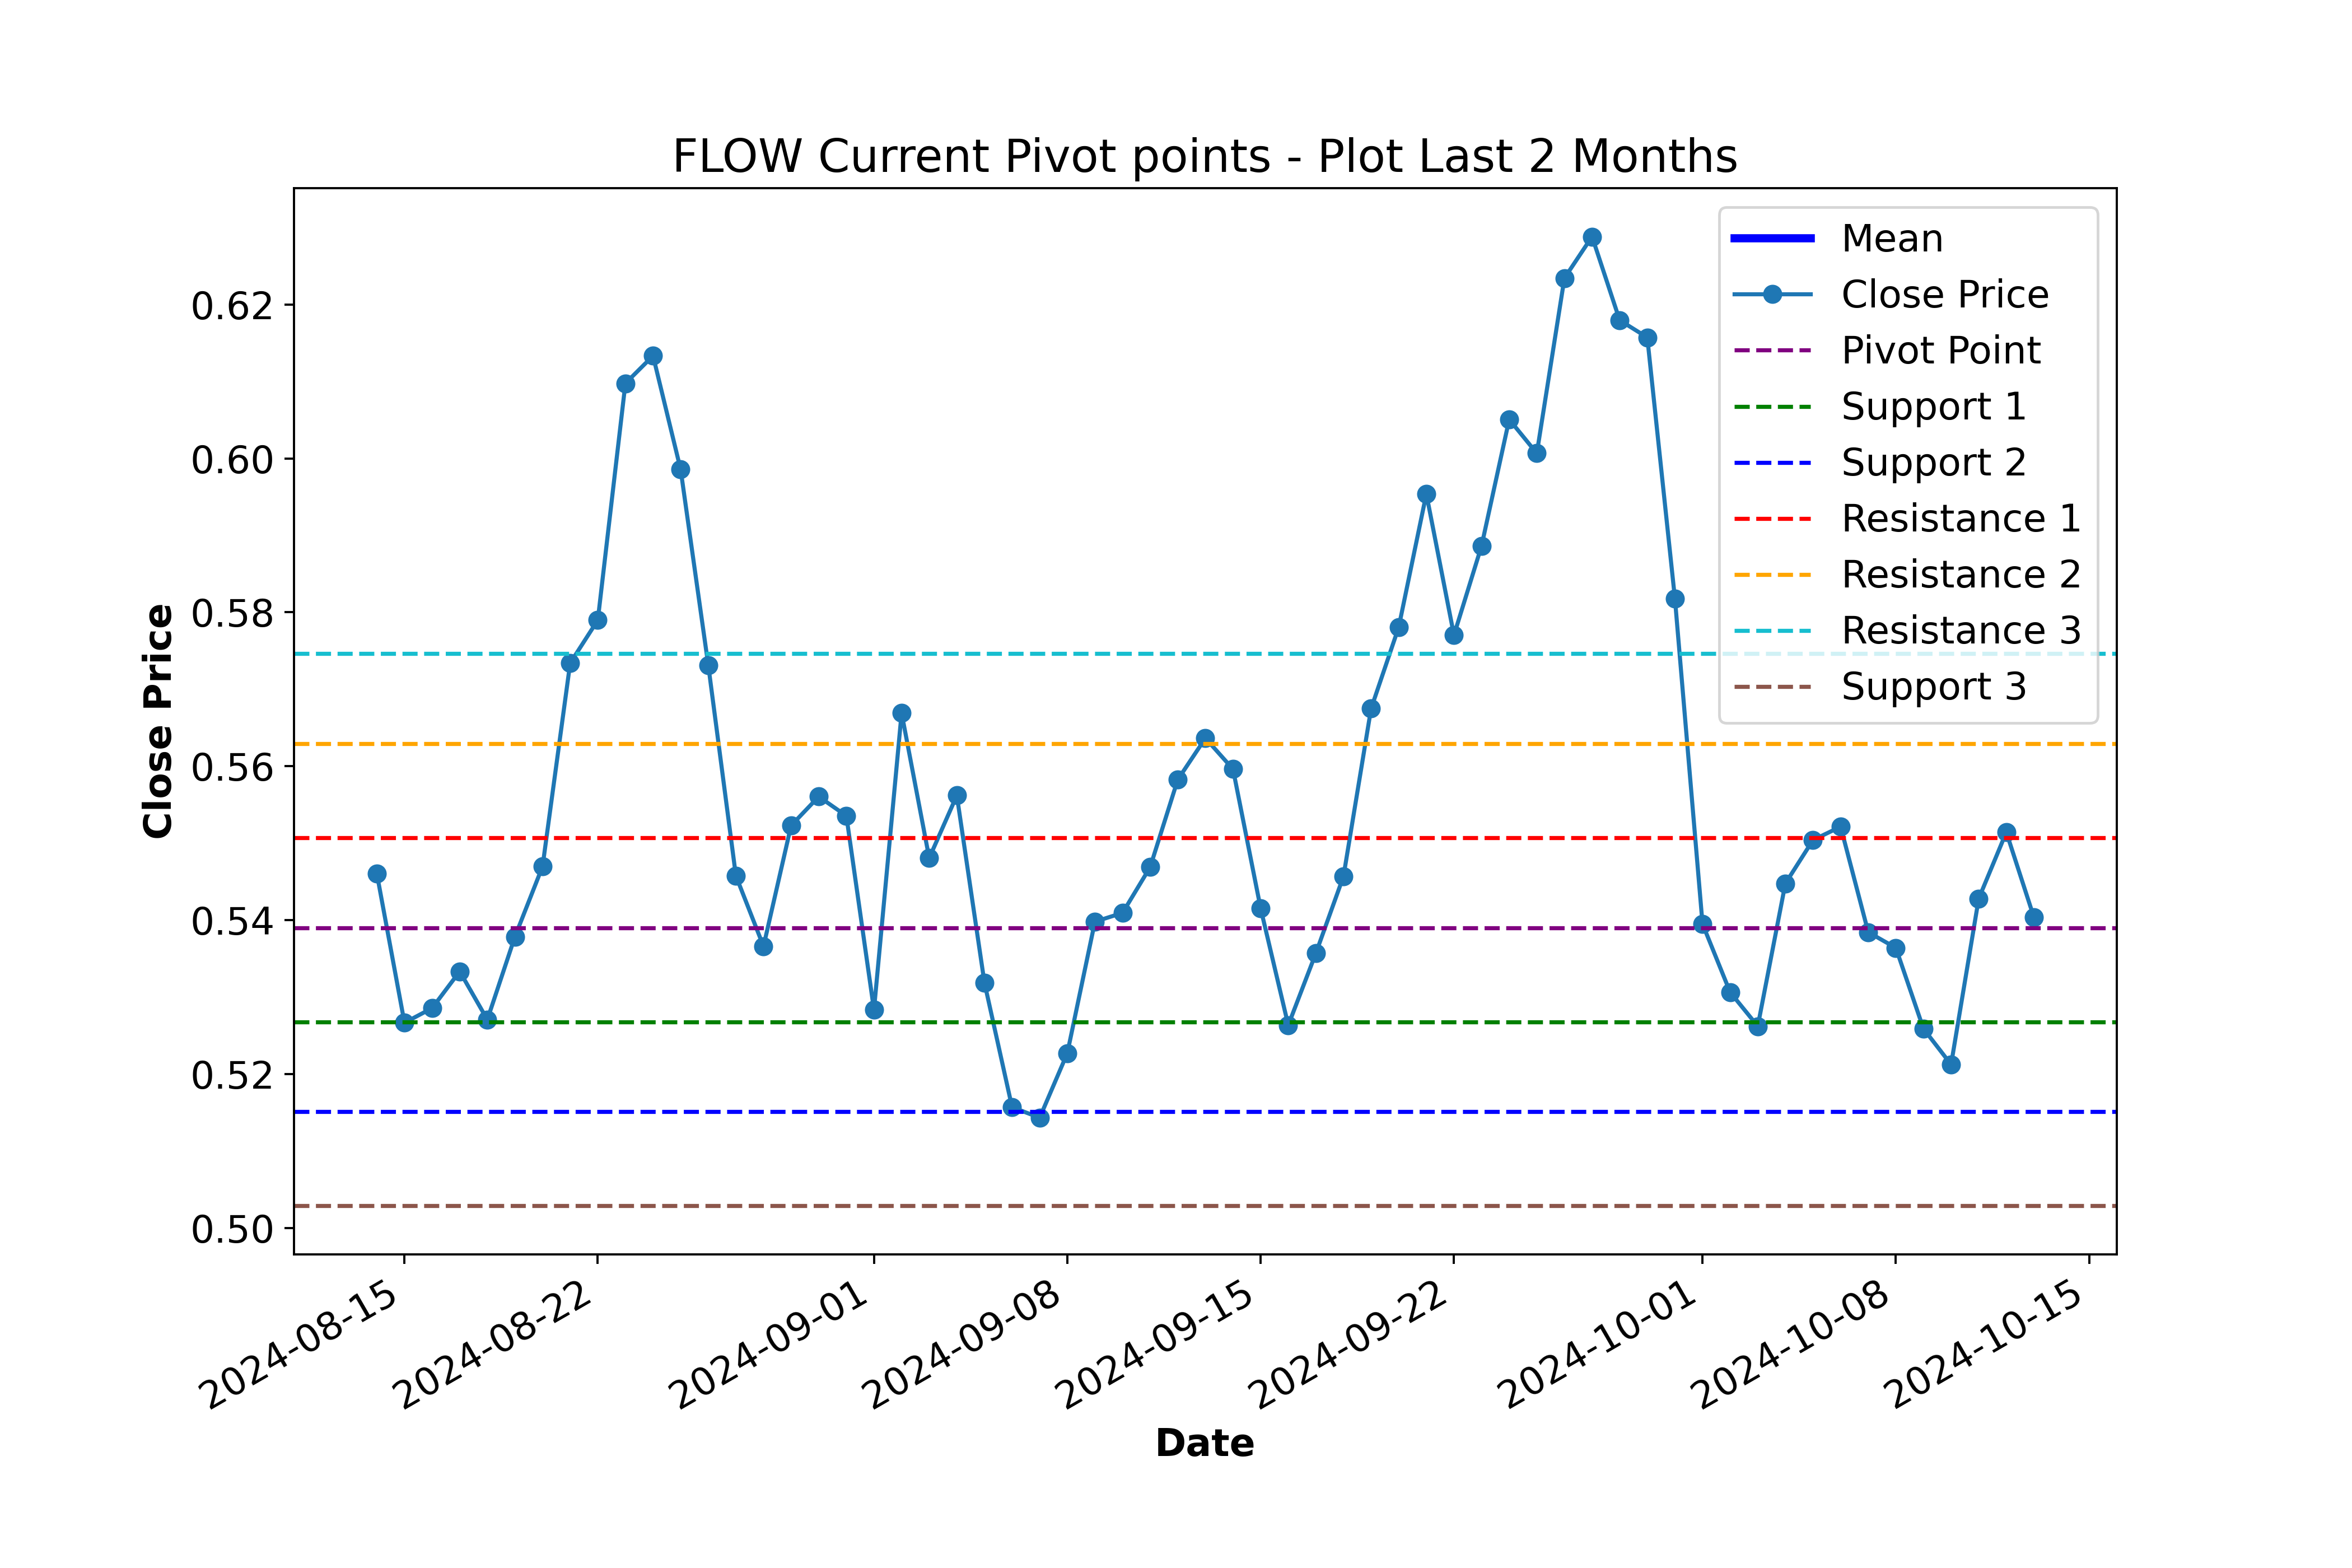 FLOW Current Pivot points - Plot Last 2 Months
Mean
Close Price
Pivot Point
Support 1
Support 2
Resistance 1
Resistance 2
Resistance 3
Support 3
Close Price
0.62
0.60
0.58
0.56
0.54
0.52
0.50
2024-08-15
2024-08-22
2024-09-01
2024-09-08
2024-09-15
2024-09-22
2024-10-01
2024-10-08
2024-10-15
Date